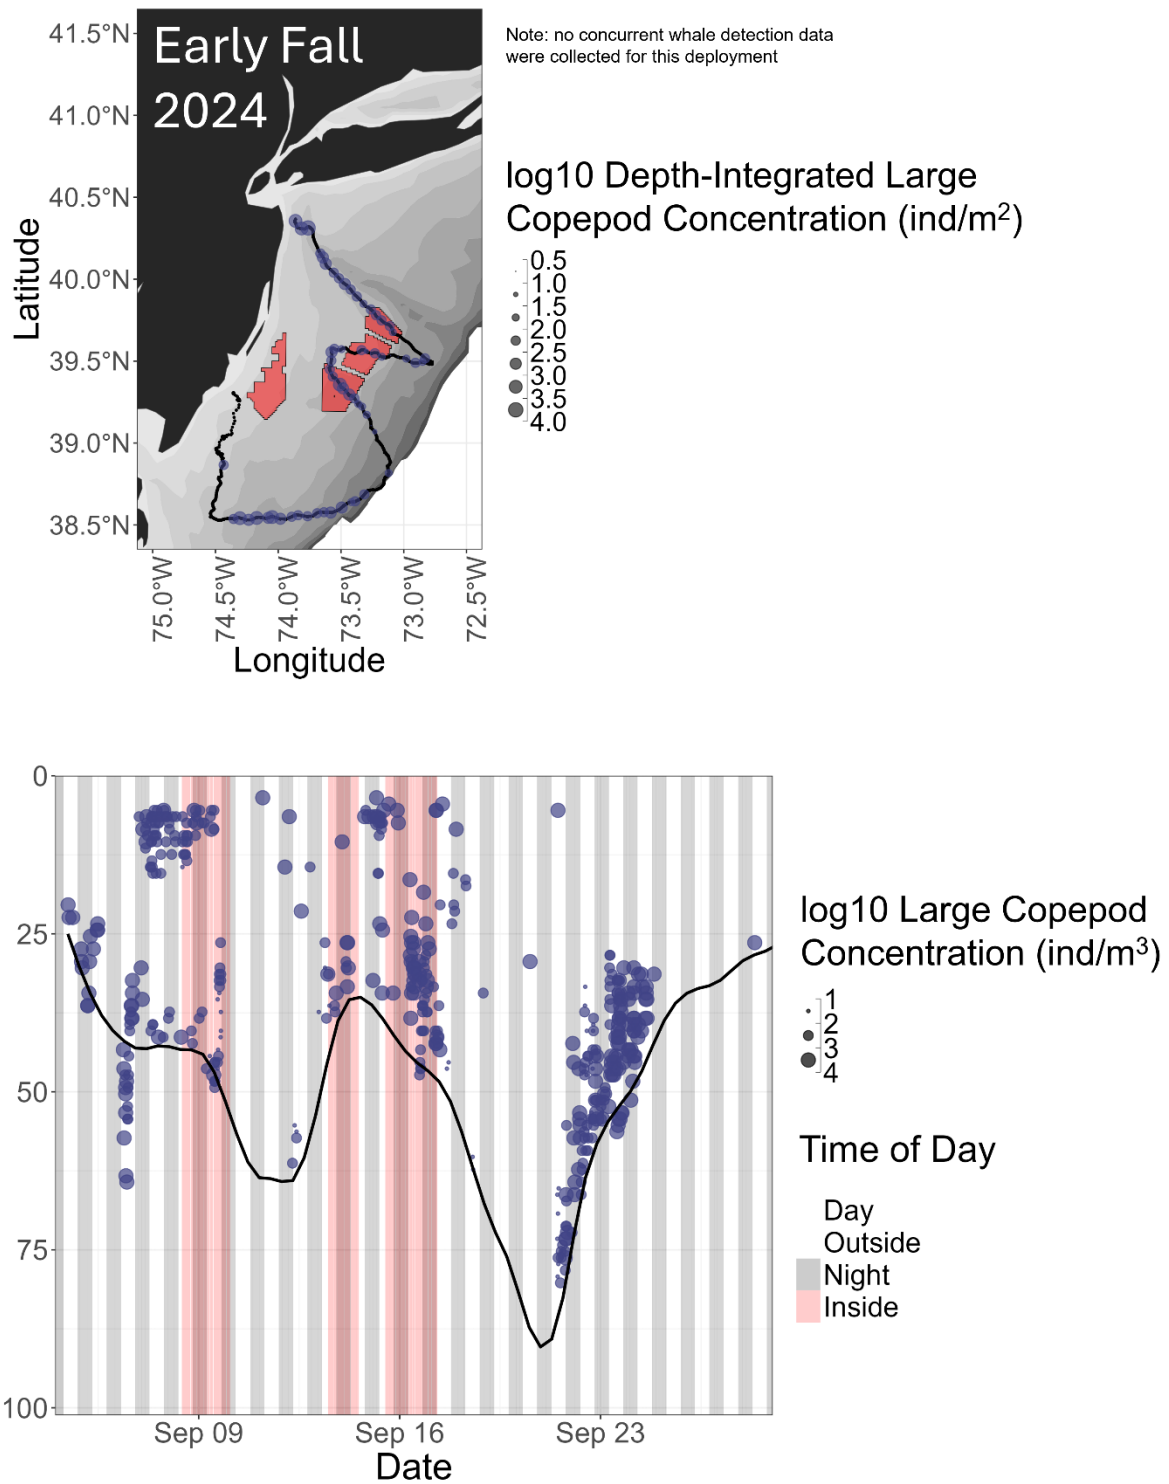 Early Fall
2024
Note: no concurrent whale detection data
were collected for this deployment
41.5°N
41.0°N
40.5°N
40.0°N
39.5°N
39.0°N
38.5°N
Latitude
75.0°W
74.5°W
74.0°W
73.5°W
73.0°W
72.5°W
Longitude
log10 Depth-Integrated Large
Copepod Concentration (ind/m²)
0.5
1.0
1.5
2.0
2.5
3.0
3.5
4.0
0
25
50
75
100
Sep 09
Sep 16
Sep 23
Date
log10 Large Copepod
Concentration (ind/m³)
1
2
3
4
Time of Day
Day
Outside
Night
Inside